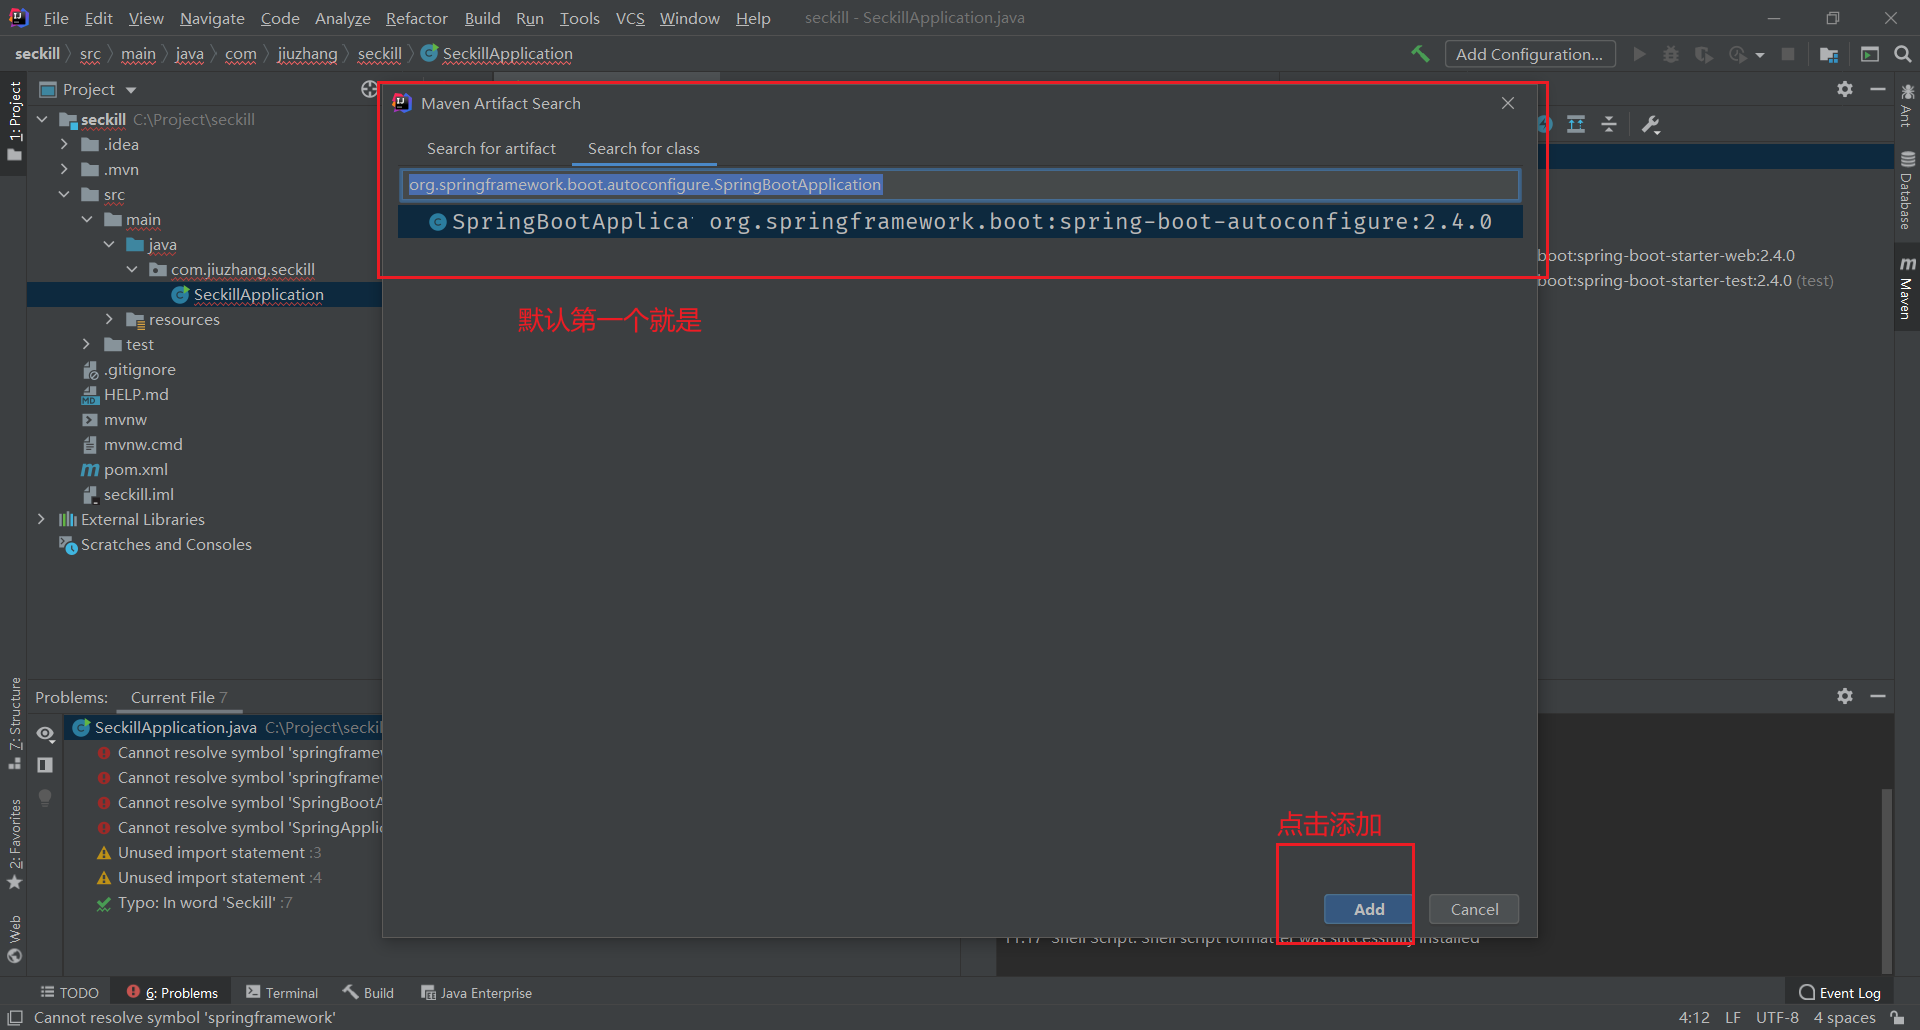 File Edit View Navigate Code Analyze Refactor Build Run Tools VCS Window Help seckill - SeckillApplication.java
seckill src main java com jiuzhang seckill SeckillApplication Add Configuration...
1: Project
Project
seckill C:\Project\seckill
.idea
.mvn
src
main
java
com.jiuzhang.seckill
SeckillApplication
resources
test
.gitignore
HELP.md
mvnw
mvnw.cmd
pom.xml
seckill.iml
External Libraries
Scratches and Consoles
Maven Artifact Search
Search for artifact Search for class
org.springframework.boot.autoconfigure.SpringBootApplication
SpringBootApplica org.springframework.boot:spring-boot-autoconfigure:2.4.0
默认第一个就是
点击添加
Add Cancel
boot:spring-boot-starter-web:2.4.0
boot:spring-boot-starter-test:2.4.0 (test)
Ant
Database
Maven
7: Structure
2: Favorites
Web
Problems: Current File 7
SeckillApplication.java C:\Project\seckil
Cannot resolve symbol 'springframew
Cannot resolve symbol 'springframew
Cannot resolve symbol 'SpringBootA
Cannot resolve symbol 'SpringApplic
Unused import statement :3
Unused import statement :4
Typo: In word 'Seckill' :7
11:17 Shell Script: Shell script formatter was successfully installed
TODO 6: Problems Terminal Build Java Enterprise Event Log
Cannot resolve symbol 'springframework' 4:12 LF UTF-8 4 spaces